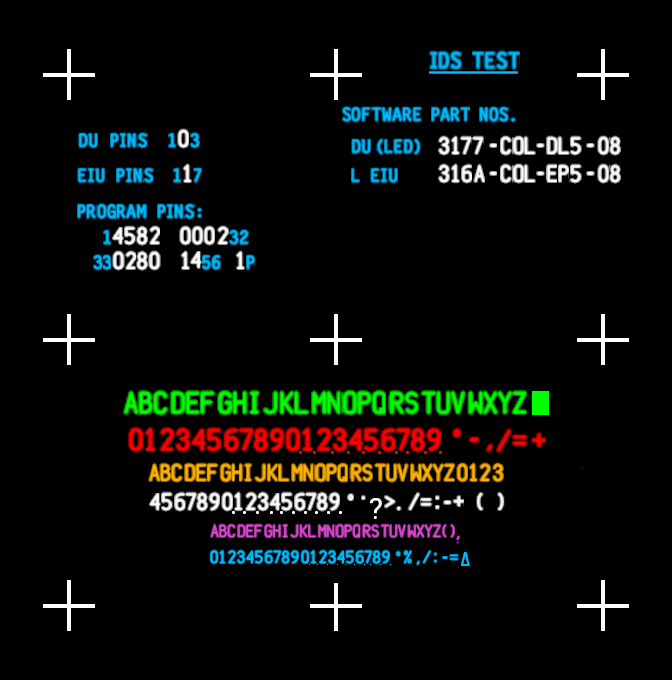 IDS TEST
SOFTWARE PART NOS.
DU (LED) 3177-COL-DL5-08
L EIU 316A-COL-EP5-08
DU PINS 103
EIU PINS 117
PROGRAM PINS:
14582 000232
330280 1456 1P
ABCDEFGHIJKLMNOPQRSTUVWXYZ■
01234567890123456789°-./=+
ABCDEFGHIJKLMNOPQRSTUVWXYZ0123
45678900123456789°'?>./=:-+ ( )
ABCDEFGHIJKLMNOPQRSTUVWXYZ(),
01234567890123456789°%,/:-=Δ